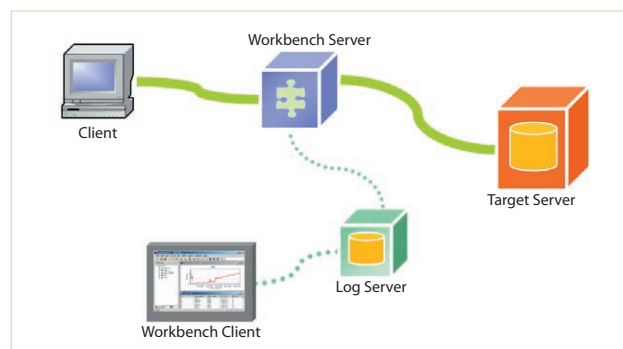 Workbench Server
Client
Target Server
Log Server
Workbench Client